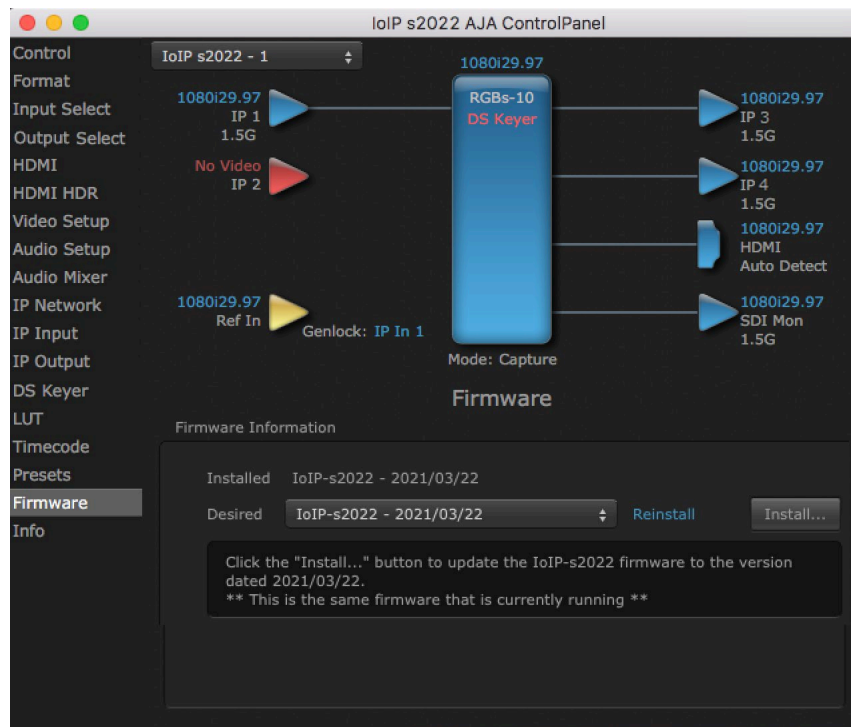 IoIP s2022 AJA ControlPanel
Control
Format
Input Select
Output Select
HDMI
HDMI HDR
Video Setup
Audio Setup
Audio Mixer
IP Network
IP Input
IP Output
DS Keyer
LUT
Timecode
Presets
Firmware
Info
IoIP s2022 - 1
1080i29.97
1080i29.97
IP 1
1.5G
No Video
IP 2
1080i29.97
Ref In
Genlock: IP In 1
RGBs-10
DS Keyer
Mode: Capture
1080i29.97
IP 3
1.5G
1080i29.97
IP 4
1.5G
1080i29.97
HDMI
Auto Detect
1080i29.97
SDI Mon
1.5G
Firmware
Firmware Information
Installed IoIP-s2022 - 2021/03/22
Desired IoIP-s2022 - 2021/03/22 Reinstall Install...
Click the "Install..." button to update the IoIP-s2022 firmware to the version
dated 2021/03/22.
** This is the same firmware that is currently running **